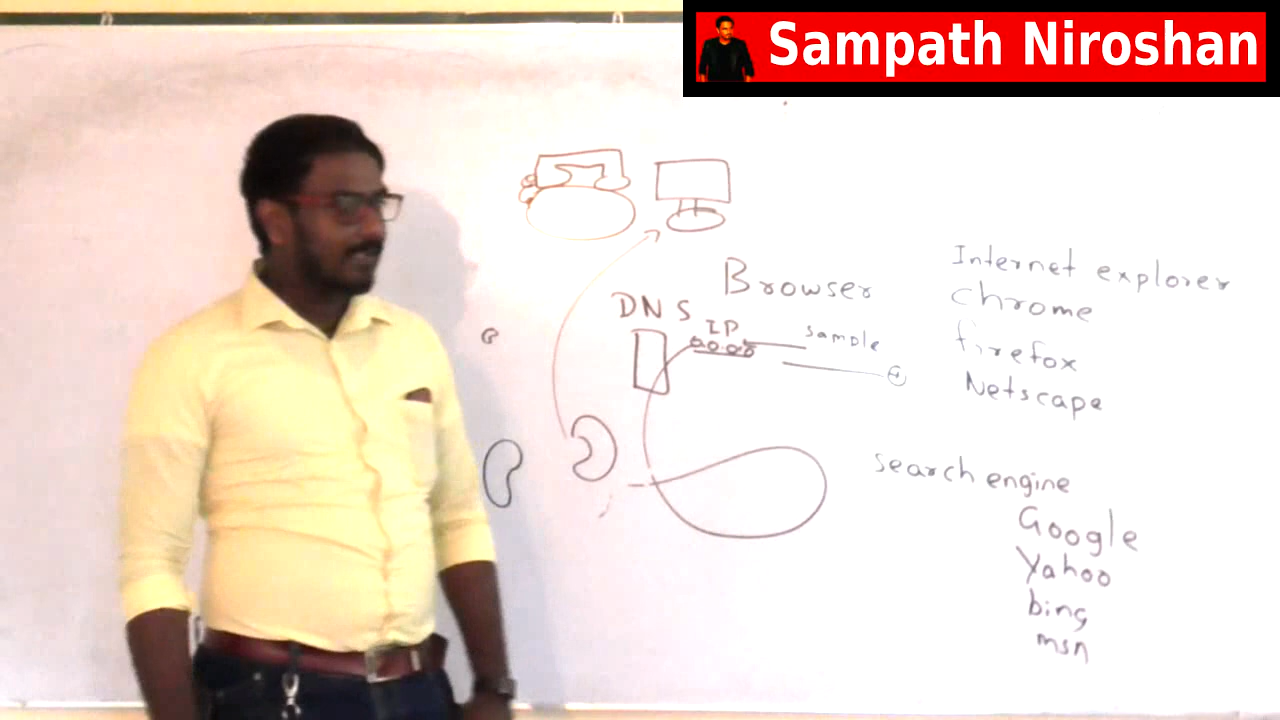 Sampath Niroshan
Browser
DNS
IP
sample
Internet explorer
chrome
firefox
Netscape
search engine
Google
Yahoo
bing
msn